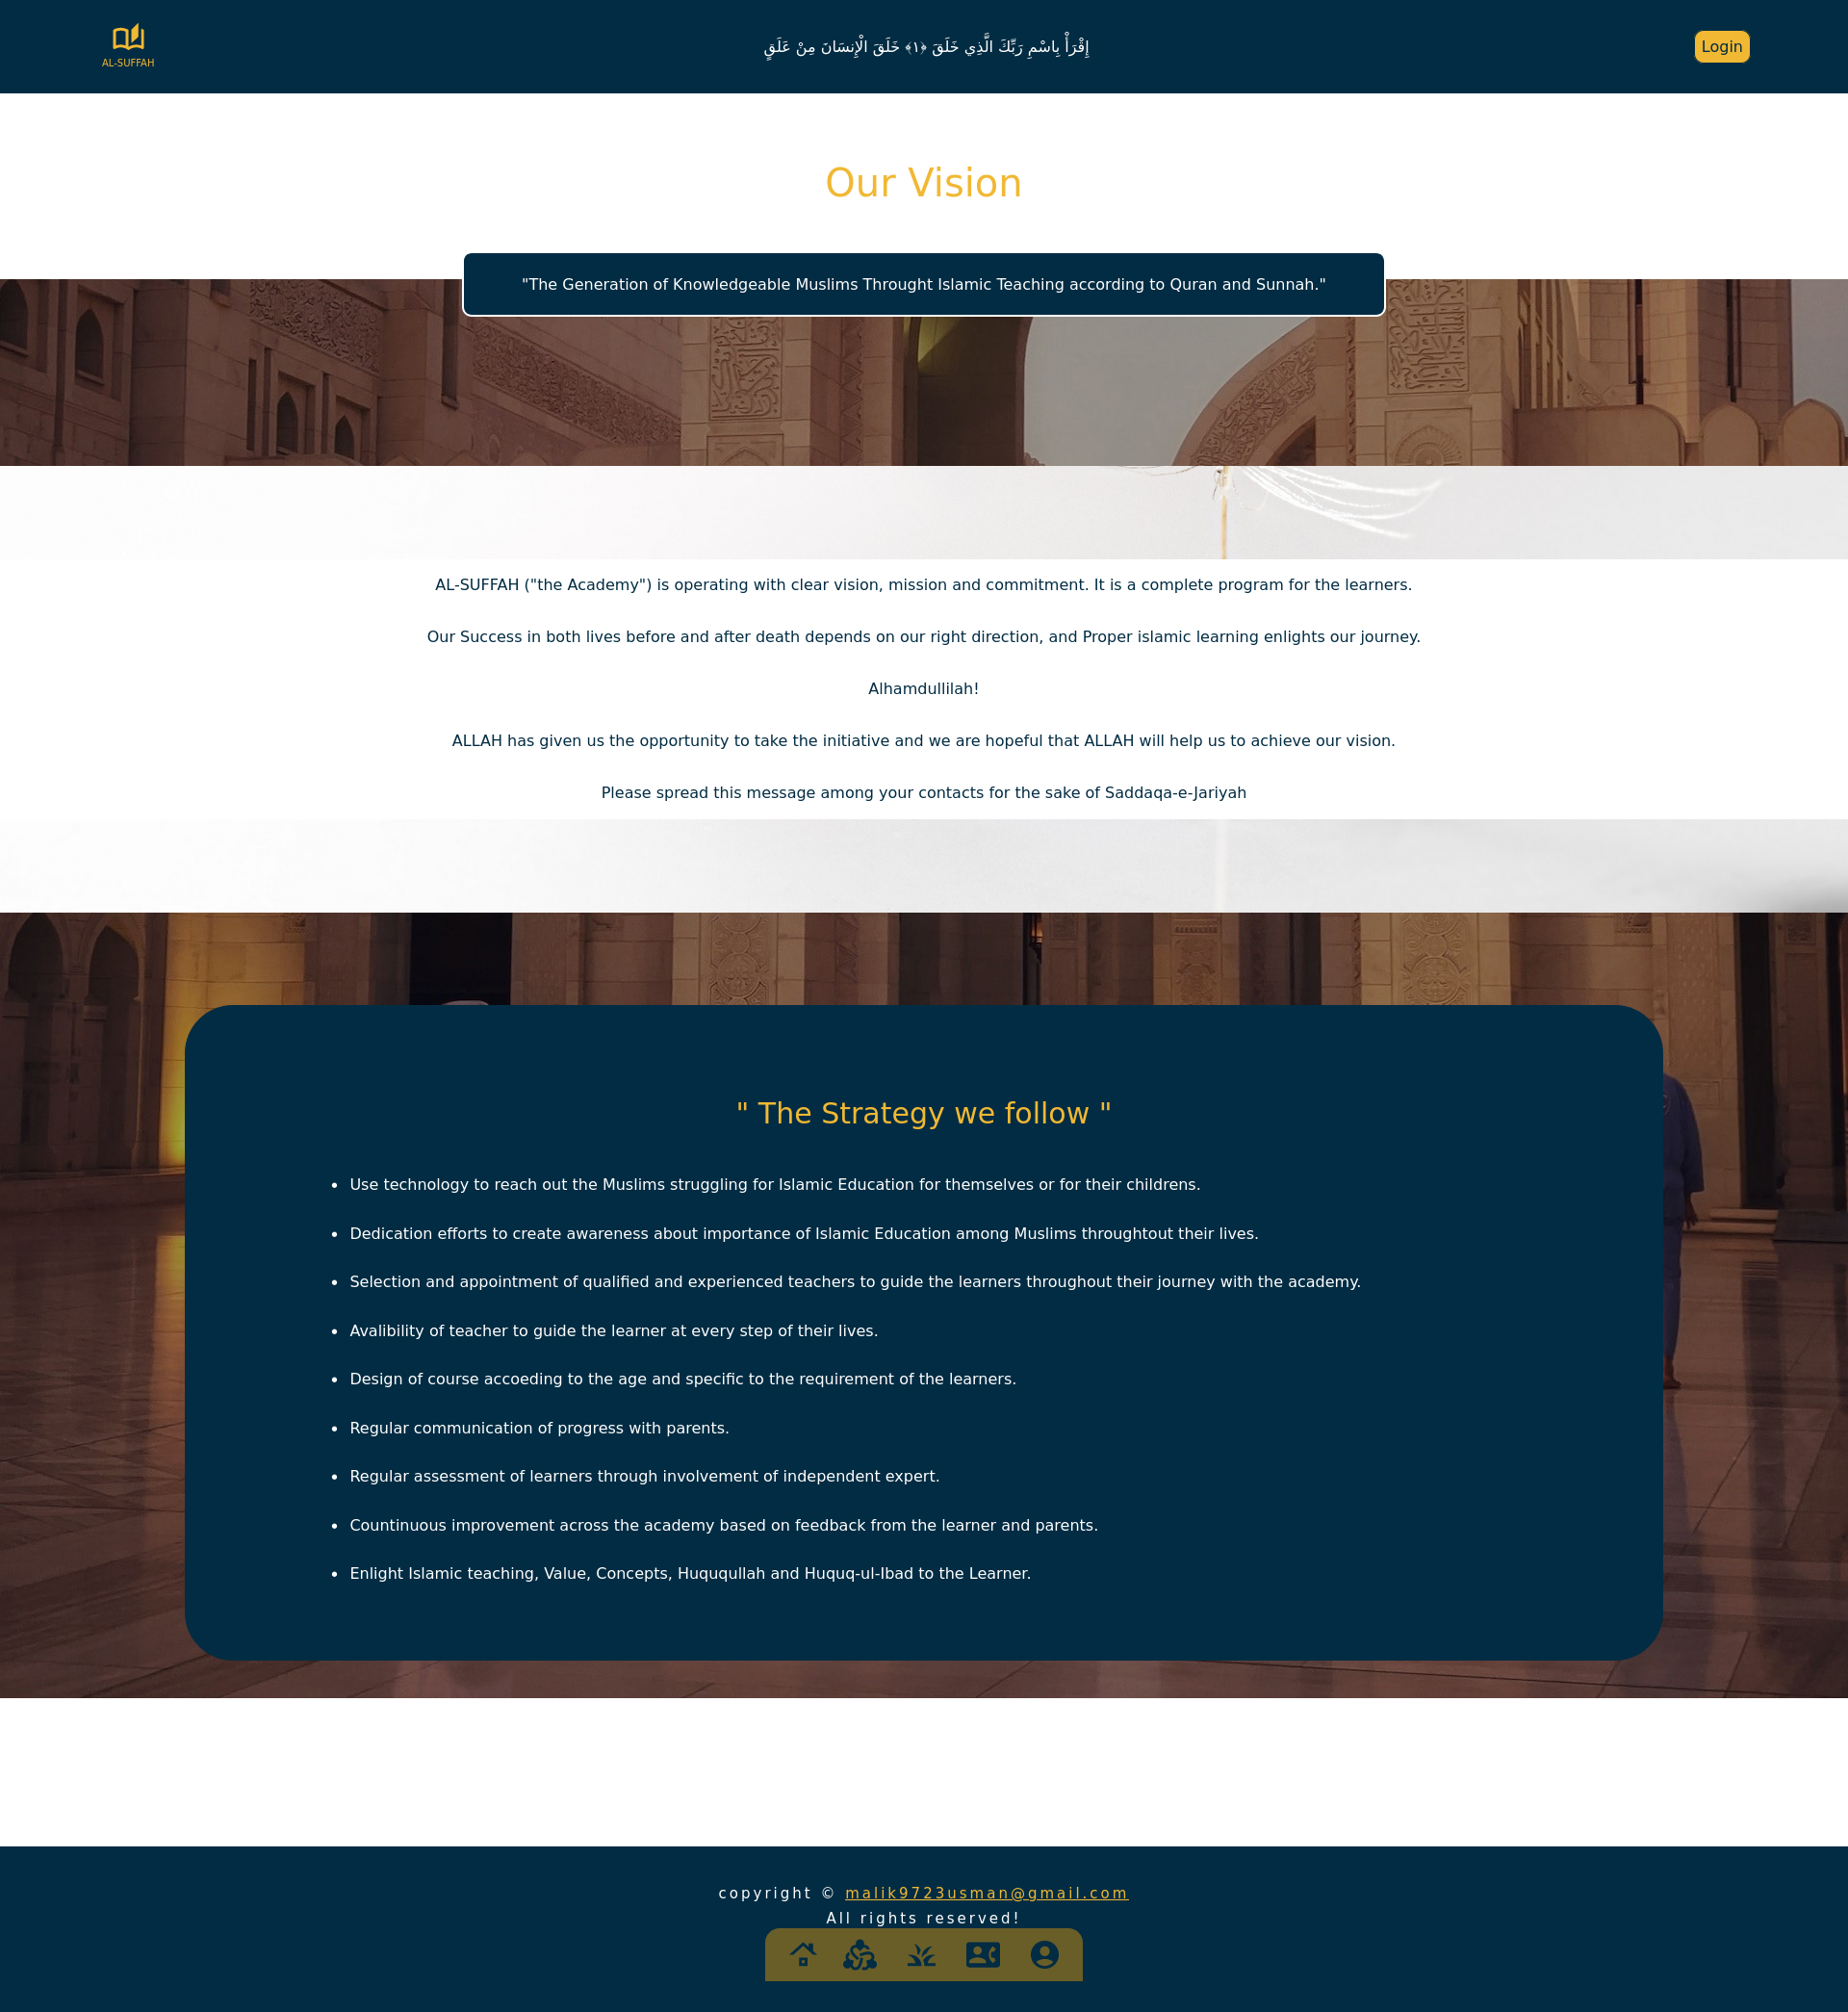 AL-SUFFAH
إِقْرَأْ بِاسْمِ رَبِّكَ الَّذِي خَلَقَ ﴿١﴾ خَلَقَ الْإِنسَانَ مِنْ عَلَقٍ
Login
Our Vision
"The Generation of Knowledgeable Muslims Throught Islamic Teaching according to Quran and Sunnah."
AL-SUFFAH ("the Academy") is operating with clear vision, mission and commitment. It is a complete program for the learners.
Our Success in both lives before and after death depends on our right direction, and Proper islamic learning enlights our journey.
Alhamdullilah!
ALLAH has given us the opportunity to take the initiative and we are hopeful that ALLAH will help us to achieve our vision.
Please spread this message among your contacts for the sake of Saddaqa-e-Jariyah
" The Strategy we follow "
• Use technology to reach out the Muslims struggling for Islamic Education for themselves or for their childrens.
• Dedication efforts to create awareness about importance of Islamic Education among Muslims throughtout their lives.
• Selection and appointment of qualified and experienced teachers to guide the learners throughout their journey with the academy.
• Avalibility of teacher to guide the learner at every step of their lives.
• Design of course accoeding to the age and specific to the requirement of the learners.
• Regular communication of progress with parents.
• Regular assessment of learners through involvement of independent expert.
• Countinuous improvement across the academy based on feedback from the learner and parents.
• Enlight Islamic teaching, Value, Concepts, Huququllah and Huquq-ul-Ibad to the Learner.
copyright © malik9723usman@gmail.com
All rights reserved!